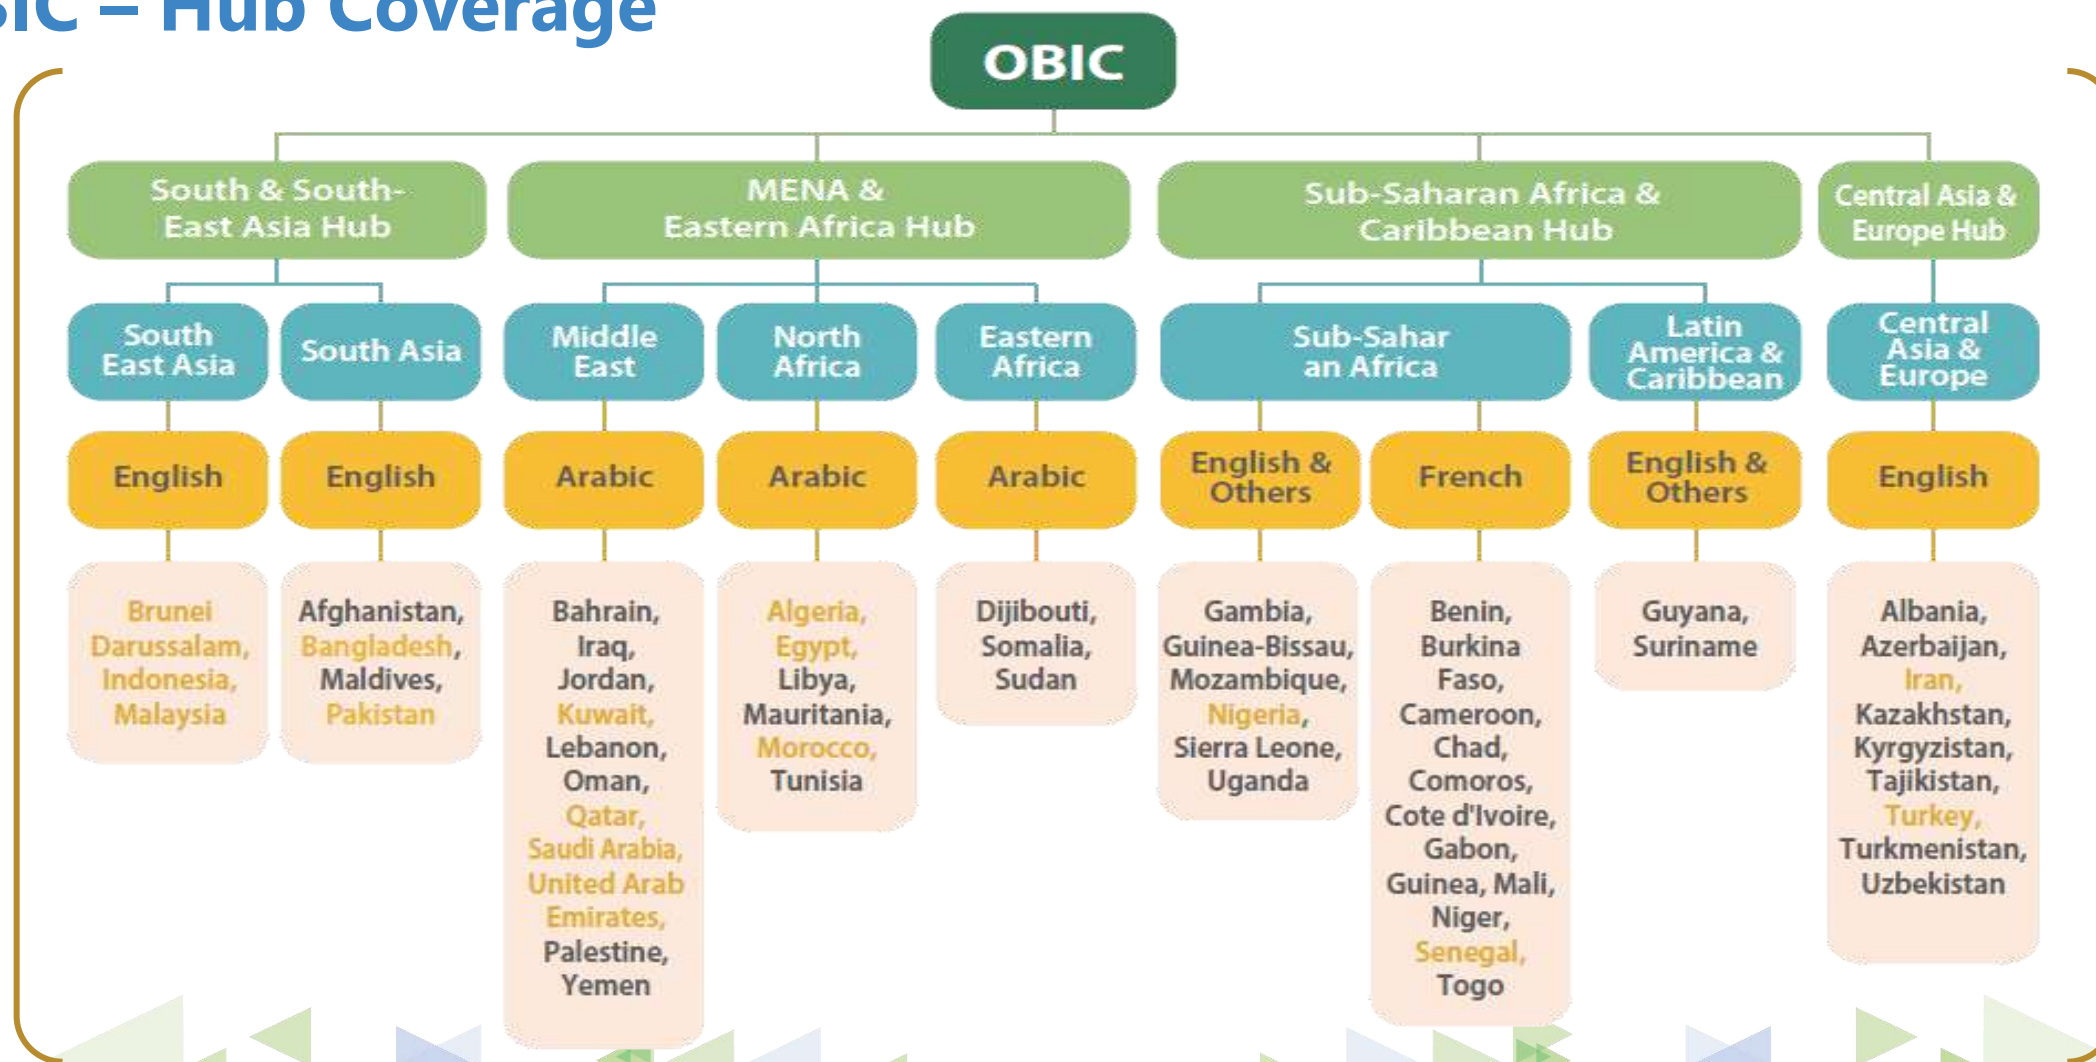 SIC – Hub Coverage
OBIC
South & South-
East Asia Hub
MENA &
Eastern Africa Hub
Sub-Saharan Africa &
Caribbean Hub
Central Asia &
Europe Hub
South
East Asia
South Asia
Middle
East
North
Africa
Eastern
Africa
Sub-Sahar
an Africa
Latin
America &
Caribbean
Central
Asia &
Europe
English
English
Arabic
Arabic
Arabic
English &
Others
French
English &
Others
English
Brunei
Darussalam,
Indonesia,
Malaysia
Afghanistan,
Bangladesh,
Maldives,
Pakistan
Bahrain,
Iraq,
Jordan,
Kuwait,
Lebanon,
Oman,
Qatar,
Saudi Arabia,
United Arab
Emirates,
Palestine,
Yemen
Algeria,
Egypt,
Libya,
Mauritania,
Morocco,
Tunisia
Dijibouti,
Somalia,
Sudan
Gambia,
Guinea-Bissau,
Mozambique,
Nigeria,
Sierra Leone,
Uganda
Benin,
Burkina
Faso,
Cameroon,
Chad,
Comoros,
Cote d'Ivoire,
Gabon,
Guinea, Mali,
Niger,
Senegal,
Togo
Guyana,
Suriname
Albania,
Azerbaijan,
Iran,
Kazakhstan,
Kyrgyzistan,
Tajikistan,
Turkey,
Turkmenistan,
Uzbekistan